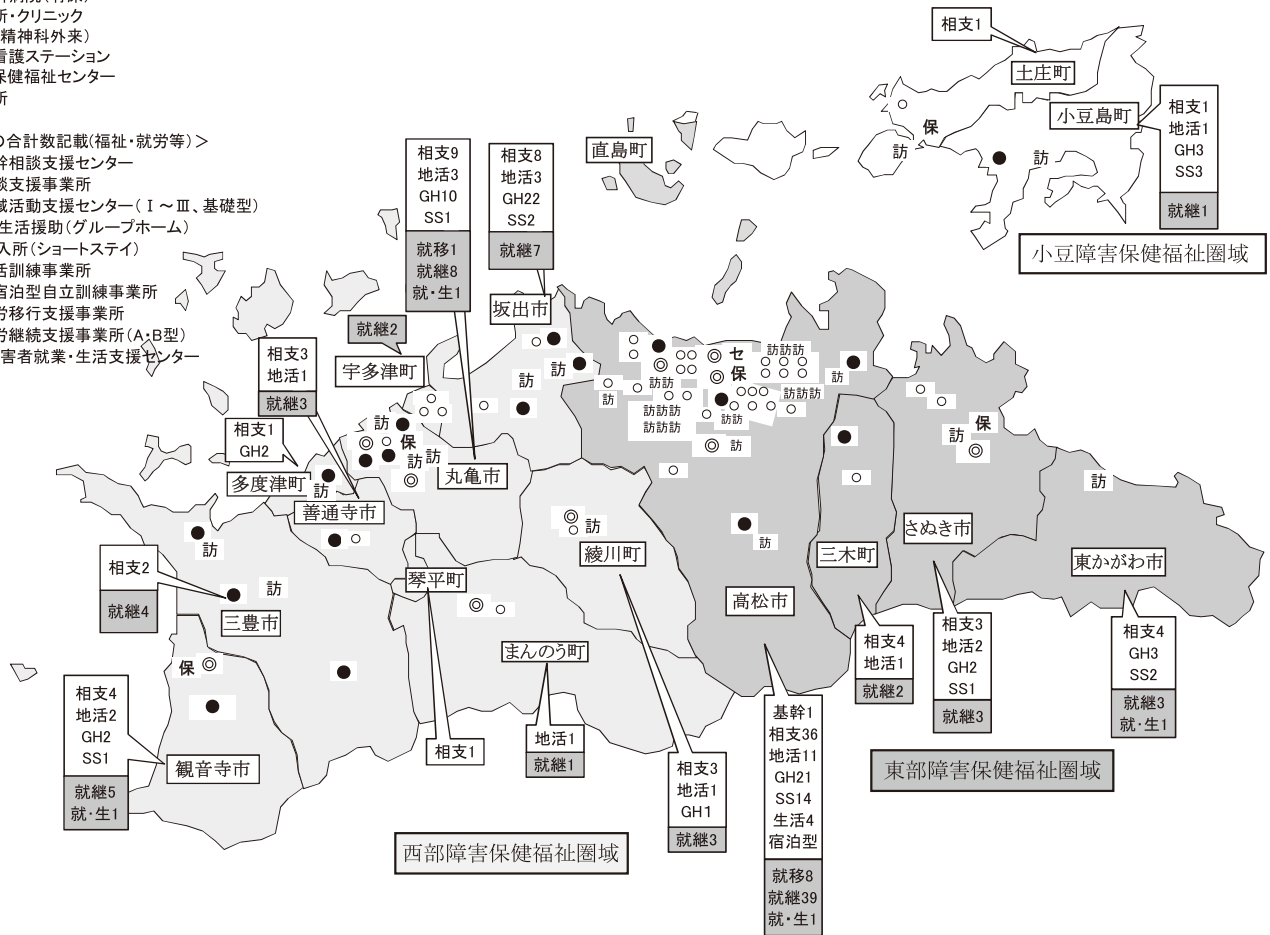 所・クリニック
精神科外来)
看護ステーション
保健福祉センター
所
の合計数記載(福祉・就労等)>
幹相談支援センター
談支援事業所
域活動支援センター(Ⅰ～Ⅲ、基礎型)
生活援助(グループホーム)
入所(ショートステイ)
活訓練事業所
宿泊型自立訓練事業所
労移行支援事業所
労継続支援事業所(A・B型)
害者就業・生活支援センター
相支1
土庄町
小豆島町
相支1
地活1
GH3
SS3
就継1
保
訪
訪
小豆障害保健福祉圏域
直島町
相支9
地活3
GH10
SS1
就移1
就継8
就・生1
相支8
地活3
GH22
SS2
就継7
坂出市
就継2
宇多津町
相支3
地活1
就継3
相支1
GH2
多度津町
訪
善通寺市
訪
保
訪
訪
丸亀市
訪
訪
訪
訪訪
訪訪訪
訪訪訪
セ
保
訪訪訪
訪訪訪
訪訪
訪
訪
訪
高松市
三木町
訪
保
さぬき市
訪
東かがわ市
訪
綾川町
琴平町
まんのう町
訪
訪
三豊市
相支2
就継4
保
観音寺市
相支4
地活2
GH2
SS1
就継5
就・生1
相支1
地活1
就継1
相支3
地活1
GH1
就継3
基幹1
相支36
地活11
GH21
SS14
生活4
宿泊型
就移8
就継39
就・生1
相支4
地活1
就継2
相支3
地活2
GH2
SS1
就継3
相支4
GH3
SS2
就継3
就・生1
東部障害保健福祉圏域
西部障害保健福祉圏域